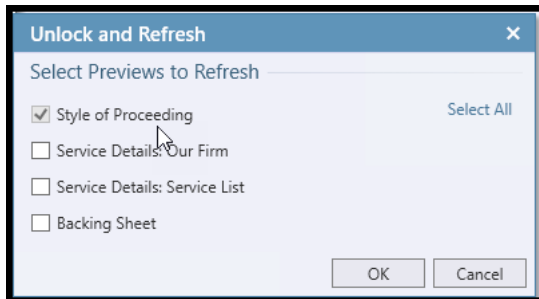 Unlock and Refresh
Select Previews to Refresh
Style of Proceeding
Select All
Service Details: Our Firm
Service Details: Service List
Backing Sheet
OK Cancel